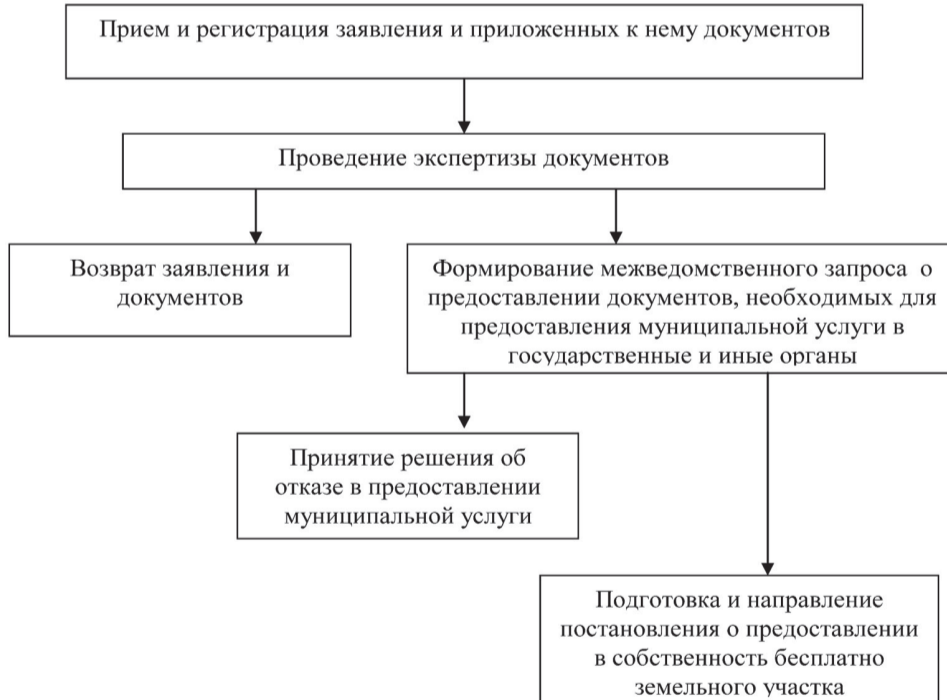 Прием и регистрация заявления и приложенных к нему документов
Проведение экспертизы документов
Возврат заявления и
документов
Формирование межведомственного запроса о
предоставлении документов, необходимых для
предоставления муниципальной услуги в
государственные и иные органы
Принятие решения об
отказе в предоставлении
муниципальной услуги
Подготовка и направление
постановления о предоставлении
в собственность бесплатно
земельного участка